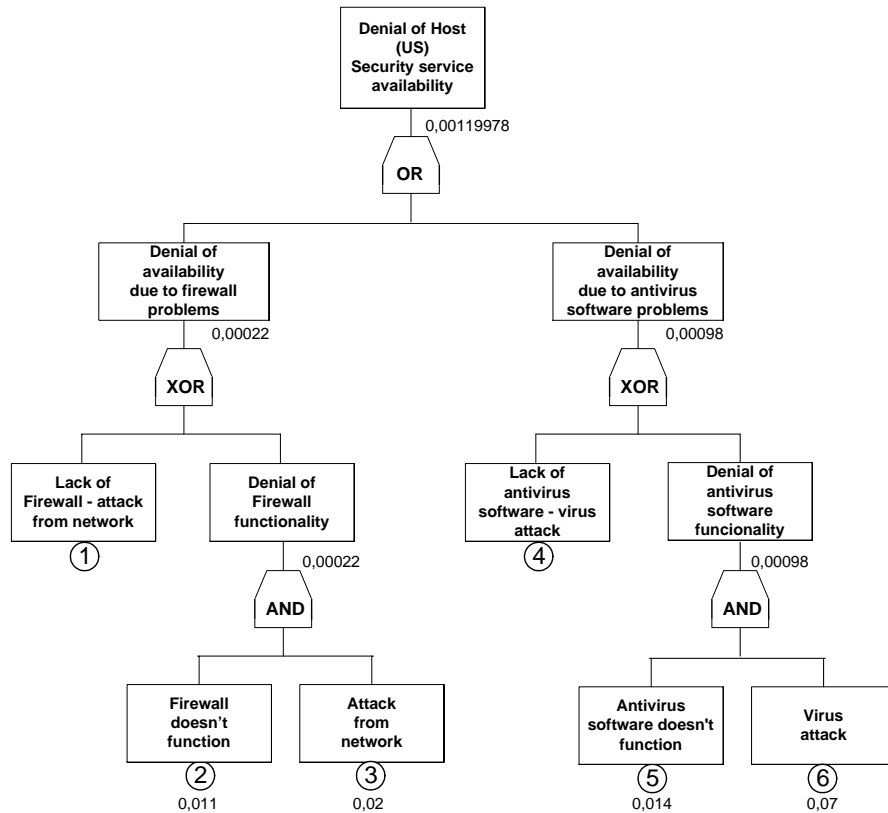 Denial of Host
(US)
Security service
availability
0,00119978
OR
Denial of
availability
due to firewall
problems
0,00022
Denial of
availability
due to antivirus
software problems
0,00098
XOR
XOR
Lack of
Firewall - attack
from network
1
Denial of
Firewall
functionality
0,00022
Lack of
antivirus
software - virus
attack
4
Denial of
antivirus
software
funcionality
0,00098
AND
AND
Firewall
doesn't
function
2
0,011
Attack
from
network
3
0,02
Antivirus
software doesn't
function
5
0,014
Virus
attack
6
0,07